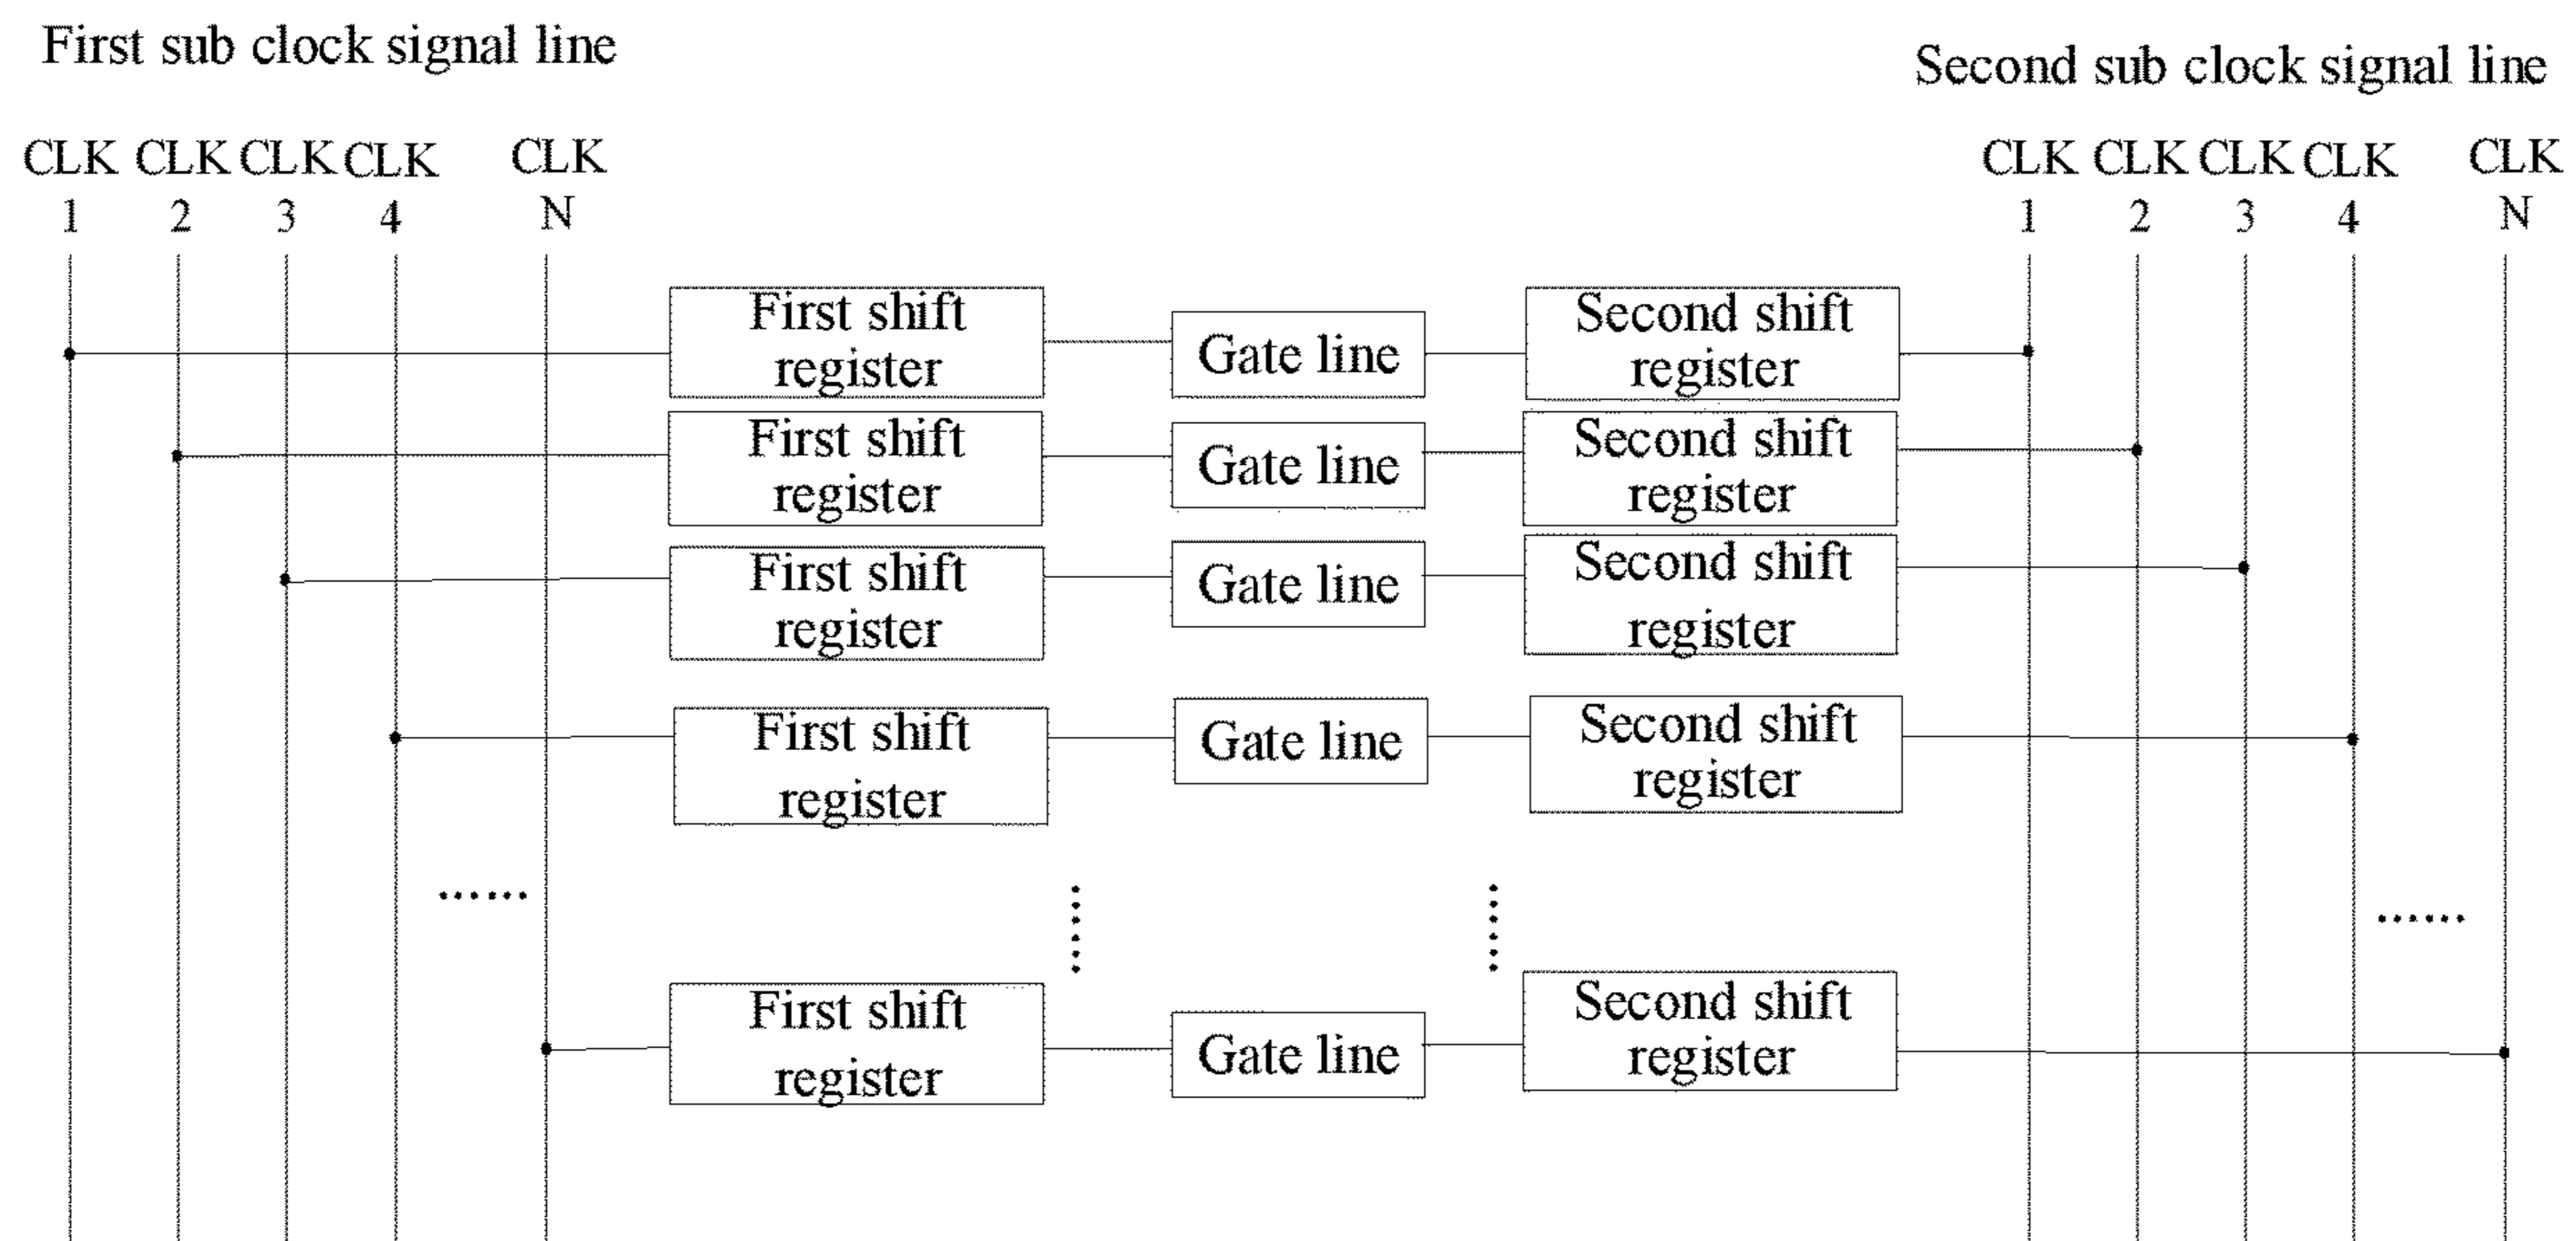 First sub clock signal line
Second sub clock signal line
CLK CLK CLK CLK CLK
1 2 3 4 N
CLK CLK CLK CLK CLK
1 2 3 4 N
First shift
register
Gate line
Second shift
register
First shift
register
Gate line
Second shift
register
First shift
register
Gate line
Second shift
register
First shift
register
Gate line
Second shift
register
First shift
register
Gate line
Second shift
register